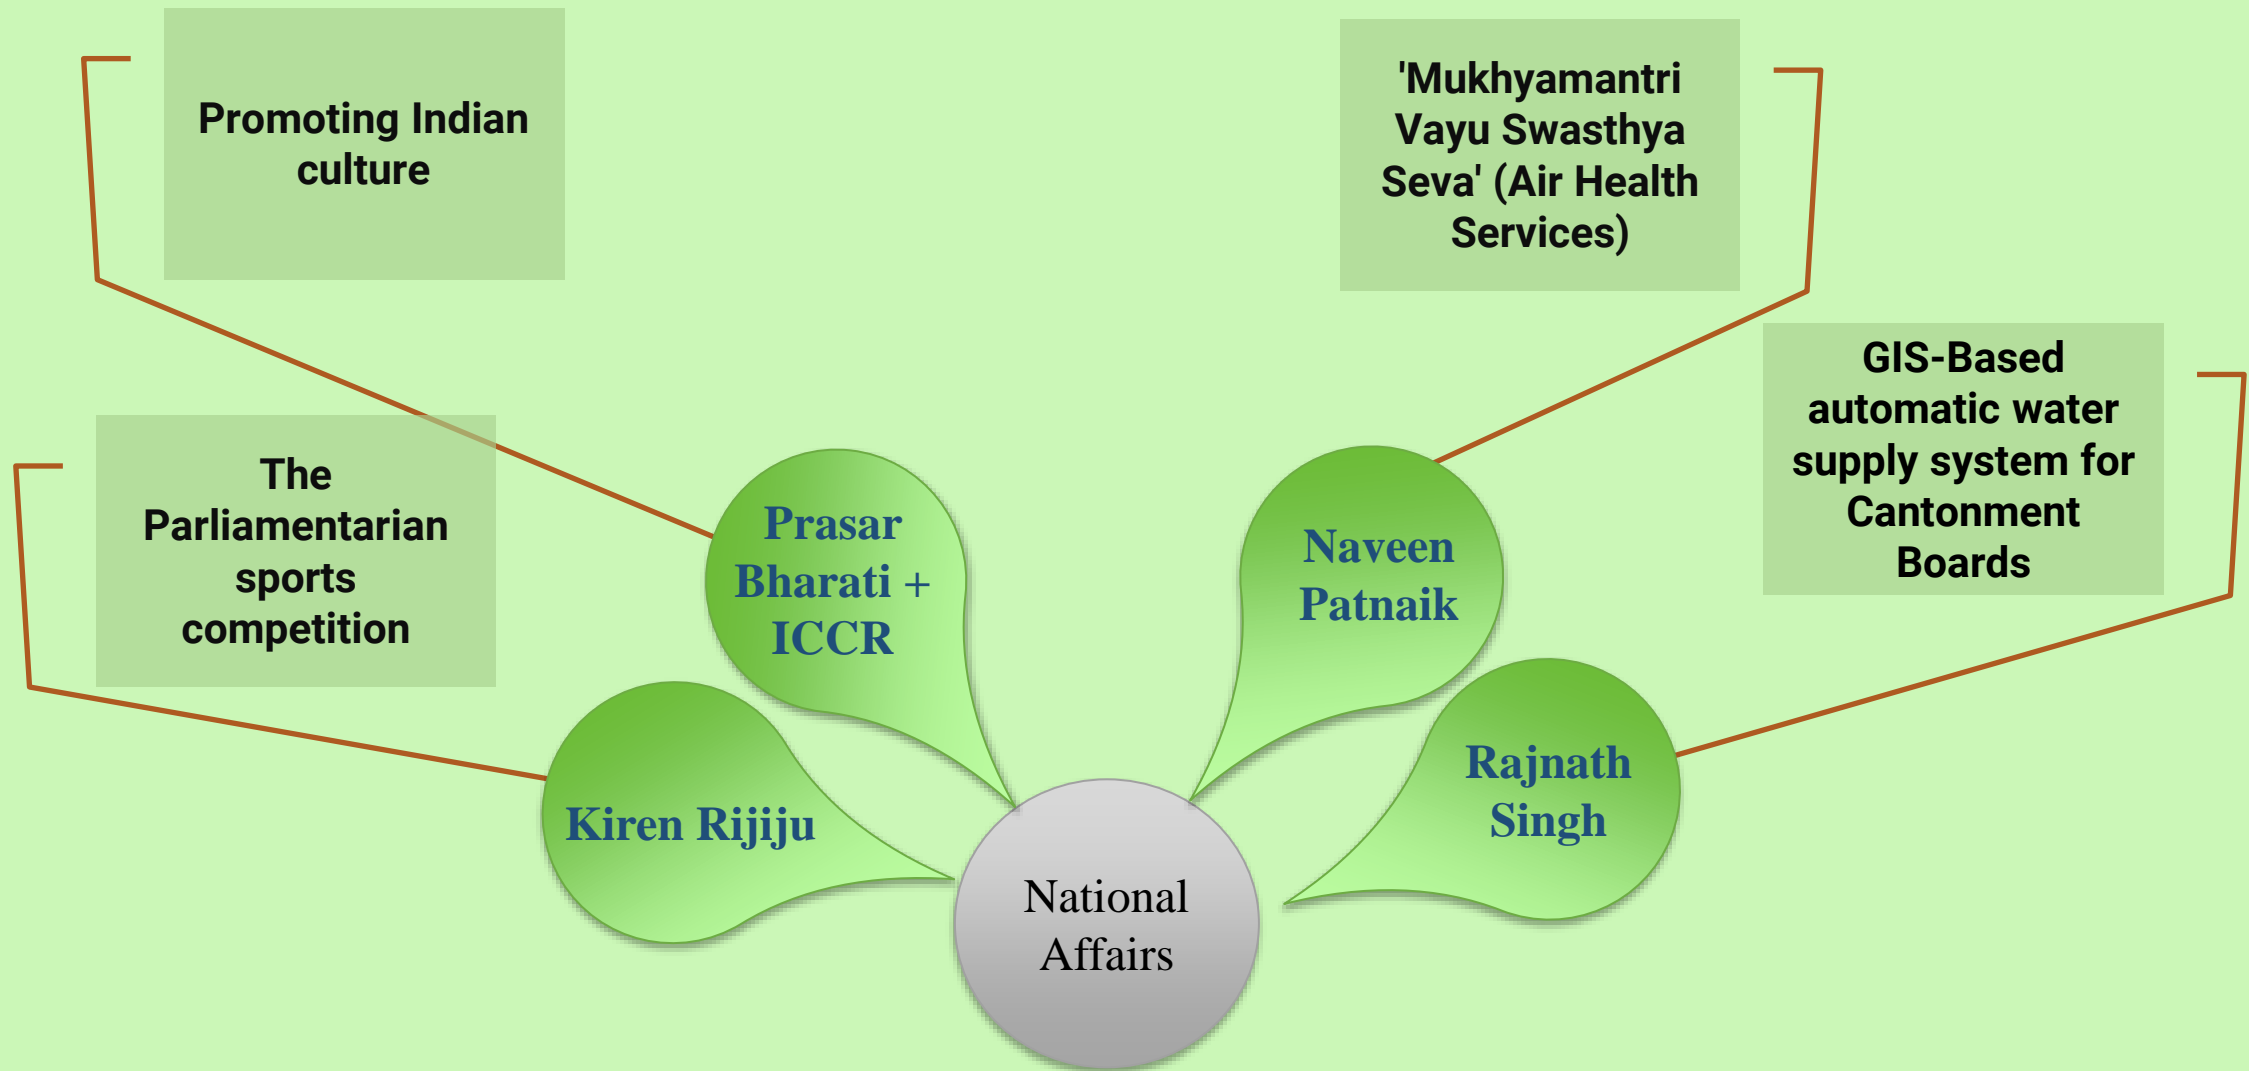 Promoting Indian
culture
'Mukhyamantri
Vayu Swasthya
Seva' (Air Health
Services)
The
Parliamentarian
sports
competition
GIS-Based
automatic water
supply system for
Cantonment
Boards
Prasar
Bharati +
ICCR
Naveen
Patnaik
Kiren Rijiju
Rajnath
Singh
National
Affairs